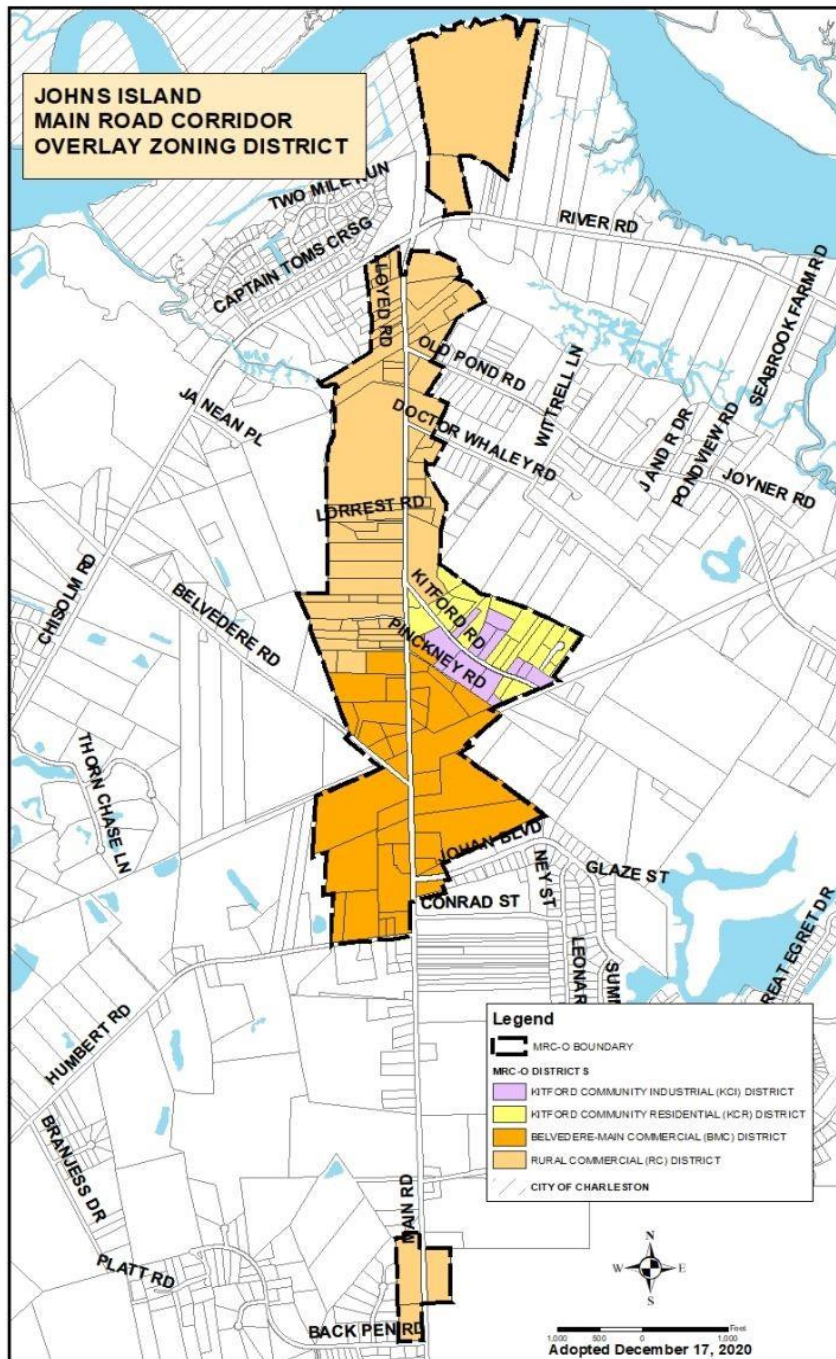 JOHNS ISLAND
MAIN ROAD CORRIDOR
OVERLAY ZONING DISTRICT
TWO MILE RUN
RIVER RD
CAPTAIN TOMS CRSG
LLOYED RD
SEABROOK FARM RD
OLD POND RD
WITTRELL LN
JANEAN PL
DOCTOR WHALEY RD
J AND R DR
PONDVIEW RD
JOYNER RD
LORREST RD
CHISOLM RD
BELVEDERE RD
KITFORD RD
PINCKNEY RD
THORN CHASE LN
JOHAN BLVD
GLAZE ST
NEY ST
CONRAD ST
LEONAR
SUMI
REAT EGRET DR
HUMBERT RD
BRANJESS DR
MAIN RD
PLATT RD
BACK PEN RD
Legend
MRC-O BOUNDARY
MRC-O DISTRICTS
KITFORD COMMUNITY INDUSTRIAL (KCI) DISTRICT
KITFORD COMMUNITY RESIDENTIAL (KCR) DISTRICT
BELVEDERE-MAIN COMMERCIAL (BMC) DISTRICT
RURAL COMMERCIAL (RC) DISTRICT
CITY OF CHARLESTON
N
W E
S
Feet
1,000 500 0 1,000
Adopted December 17, 2020